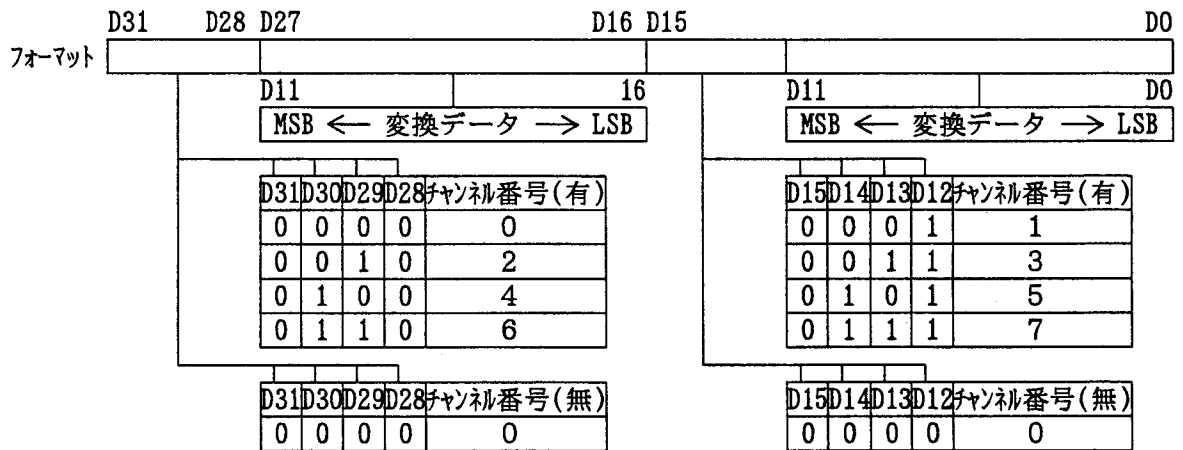 D31 D28 D27 D16 D15 D0
フォーマット
D11 16 D11 D0
MSB ← 変換データ → LSB MSB ← 変換データ → LSB
D31 D30 D29 D28 チャンネル番号(有) D15 D14 D13 D12 チャンネル番号(有)
0 0 0 0 0 0 0 0 1 1
0 0 1 0 2 0 0 1 1 3
0 1 0 0 4 0 1 0 1 5
0 1 1 0 6 0 1 1 1 7
D31 D30 D29 D28 チャンネル番号(無) D15 D14 D13 D12 チャンネル番号(無)
0 0 0 0 0 0 0 0 0 0